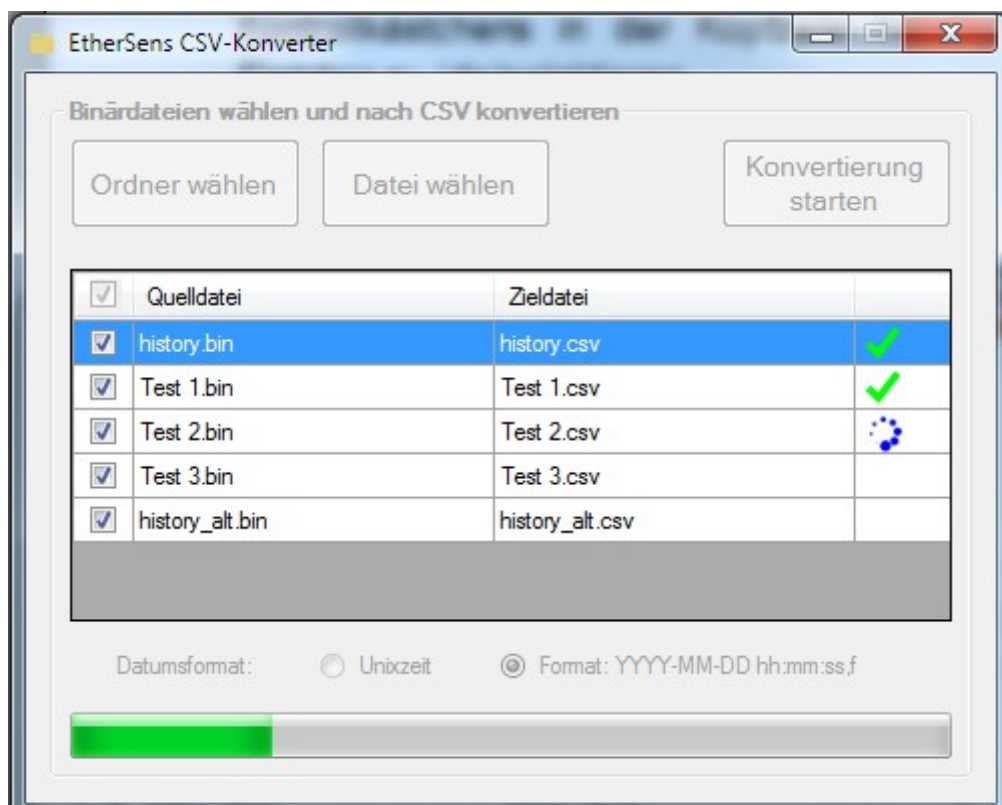 EtherSens CSV-Konverter
Binärdateien wählen und nach CSV konvertieren
Ordner wählen
Datei wählen
Konvertierung
starten
Quelldatei Zieldatei
history.bin history.csv
Test 1.bin Test 1.csv
Test 2.bin Test 2.csv
Test 3.bin Test 3.csv
history_alt.bin history_alt.csv
Datumsformat: Unixzeit Format: YYYY-MM-DD hh:mm:ss,f